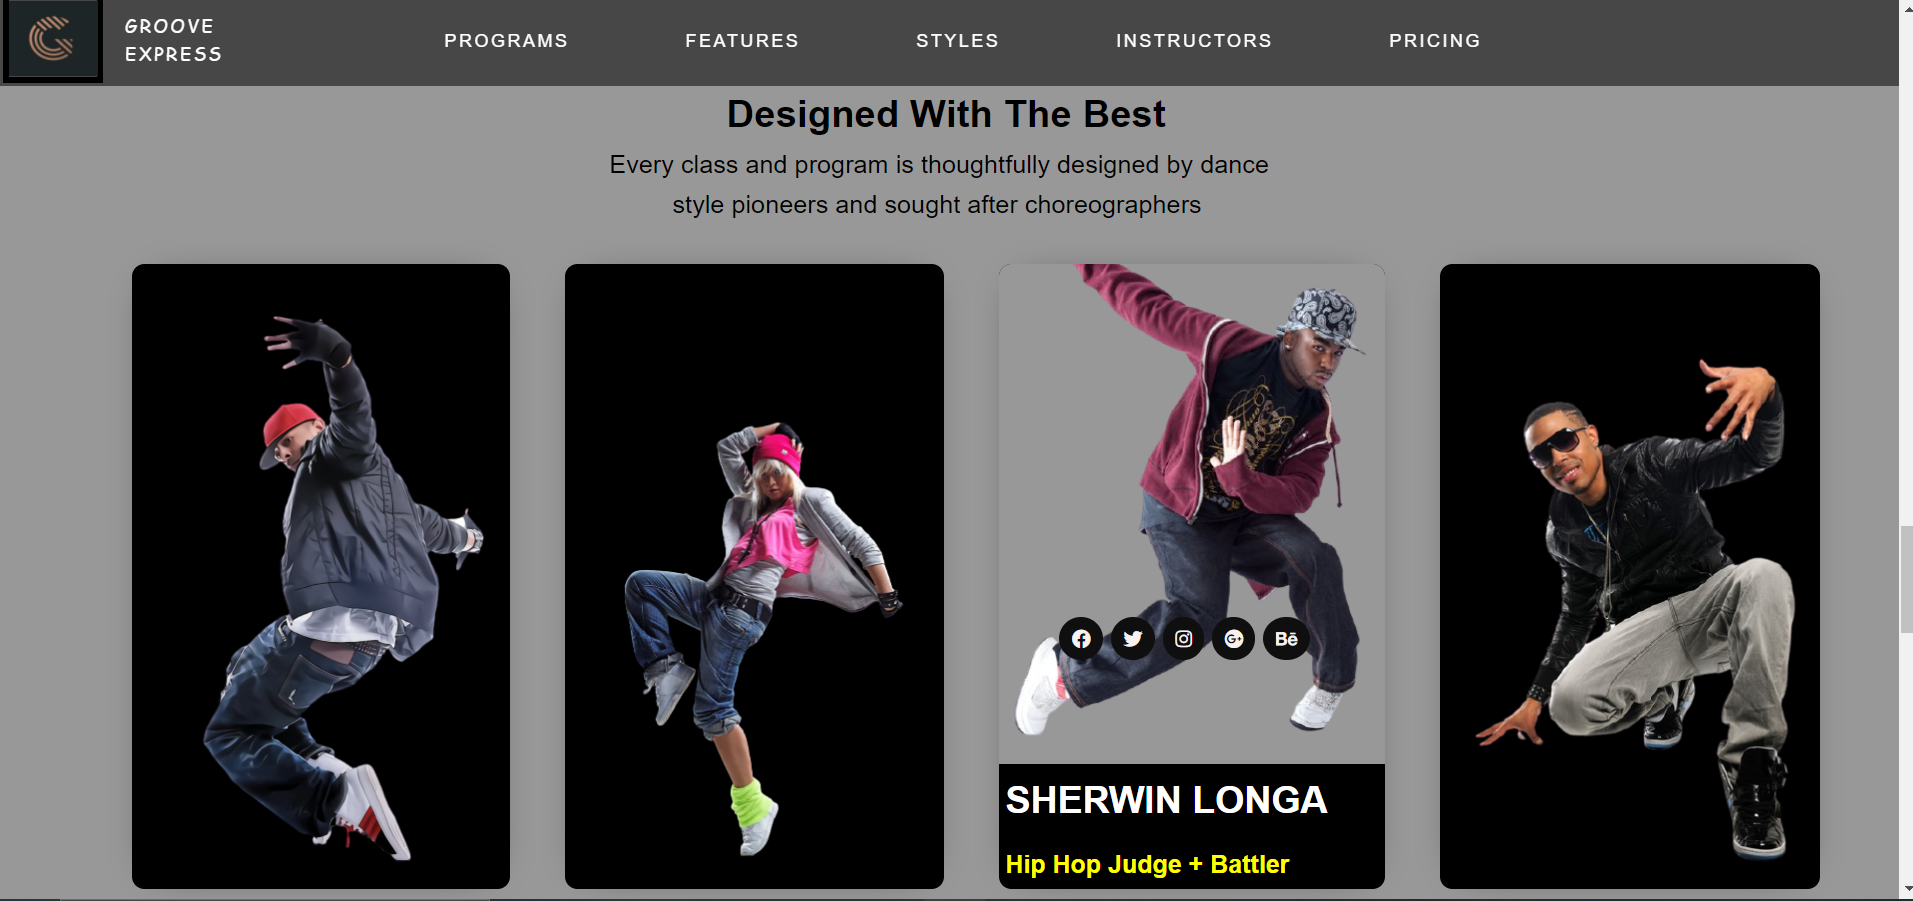 GROOVE
EXPRESS
PROGRAMS
FEATURES
STYLES
INSTRUCTORS
PRICING
Designed With The Best
Every class and program is thoughtfully designed by dance
style pioneers and sought after choreographers
Bē
SHERWIN LONGA
Hip Hop Judge + Battler